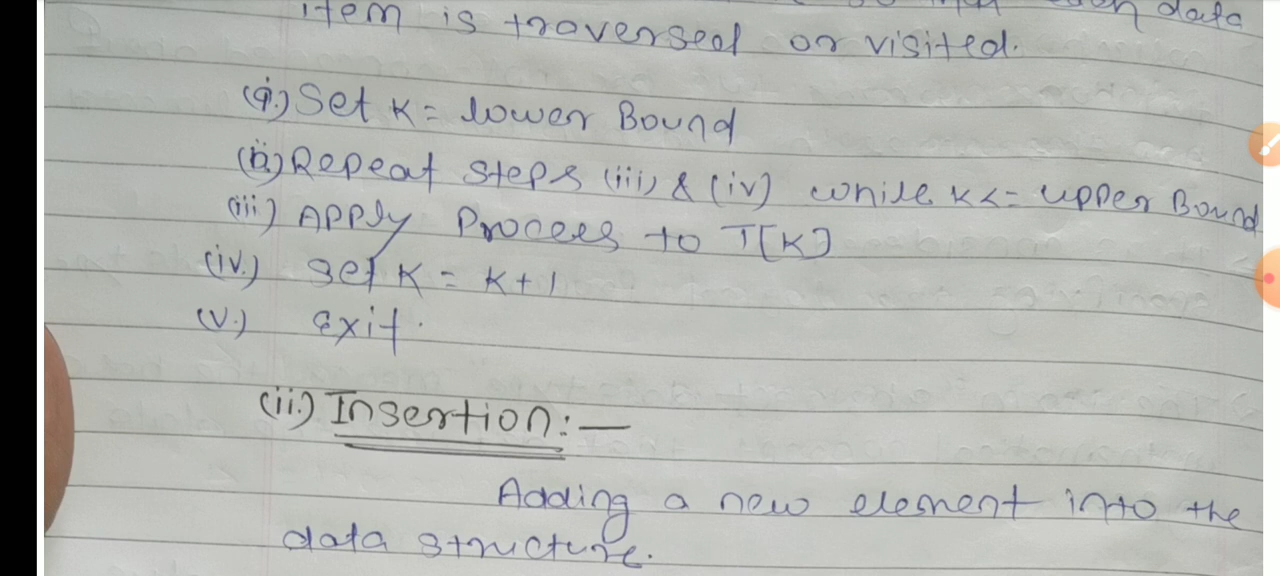 data
item is traversed or visited.
(i.) Set K = lower Bound
(ii.) Repeat steps (iii) & (iv) while K <= upper Bound
(iii) Apply Process to T[K]
(iv.) set K = K + 1
(v.) exit.
(ii.) Insertion: —
Adding a new element into the
data structure.